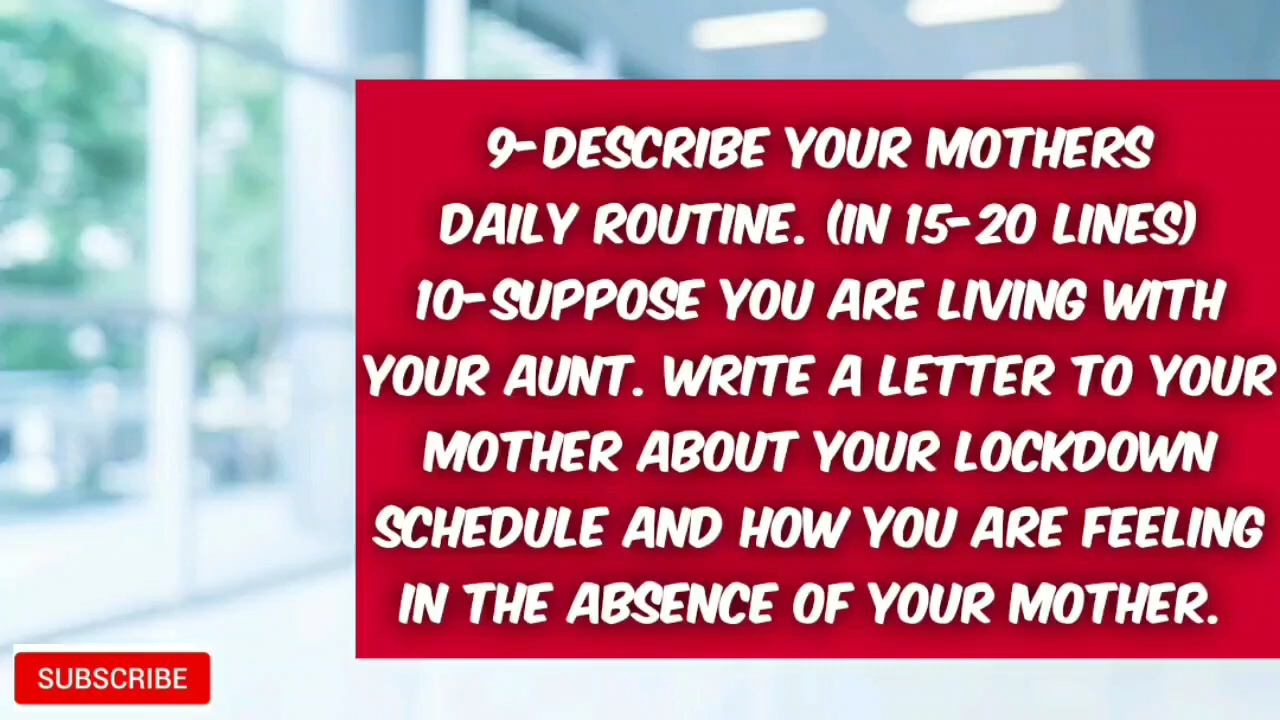 9-DESCRIBE YOUR MOTHERS
DAILY ROUTINE. (IN 15-20 LINES)
10-SUPPOSE YOU ARE LIVING WITH
YOUR AUNT. WRITE A LETTER TO YOUR
MOTHER ABOUT YOUR LOCKDOWN
SCHEDULE AND HOW YOU ARE FEELING
IN THE ABSENCE OF YOUR MOTHER.
SUBSCRIBE